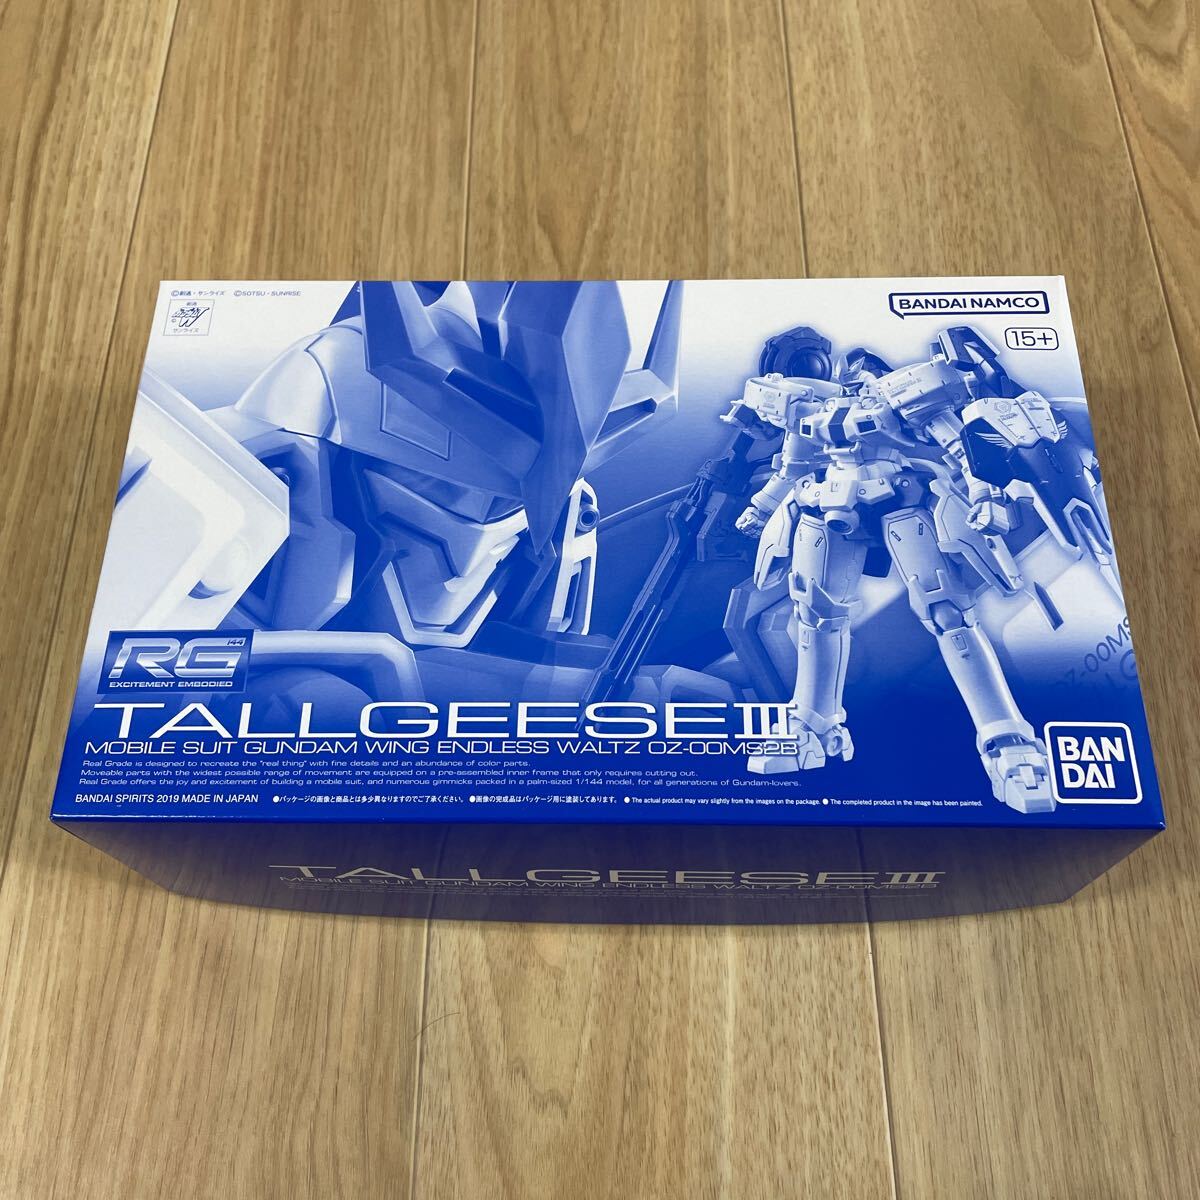 ©創通・サンライズ ©SOTSU・SUNRISE
創通
サンライズ
BANDAI NAMCO
15+
RG
144
EXCITEMENT EMBODIED
TALLGEESEⅢ
MOBILE SUIT GUNDAM WING ENDLESS WALTZ OZ-00MS2B
Real Grade is designed to recreate the "real thing" with fine details and an abundance of color parts.
Moveable parts with the widest possible range of movement are equipped on a pre-assembled inner frame that only requires cutting out.
Real Grade offers the joy and excitement of building a mobile suit, and numerous gimmicks packed in a palm-sized 1/144 model, for all generations of Gundam-lovers.
BANDAI SPIRITS 2019 MADE IN JAPAN ●パッケージの画像と商品とは多少異なりますのでご了承ください。 ●画像の完成品はパッケージ用に塗装してあります。 ● The actual product may vary slightly from the images on the package. ● The completed product in the image has been painted.
BAN
DAI
TALLGEESEⅢ
MOBILE SUIT GUNDAM WING ENDLESS WALTZ OZ-00MS2B